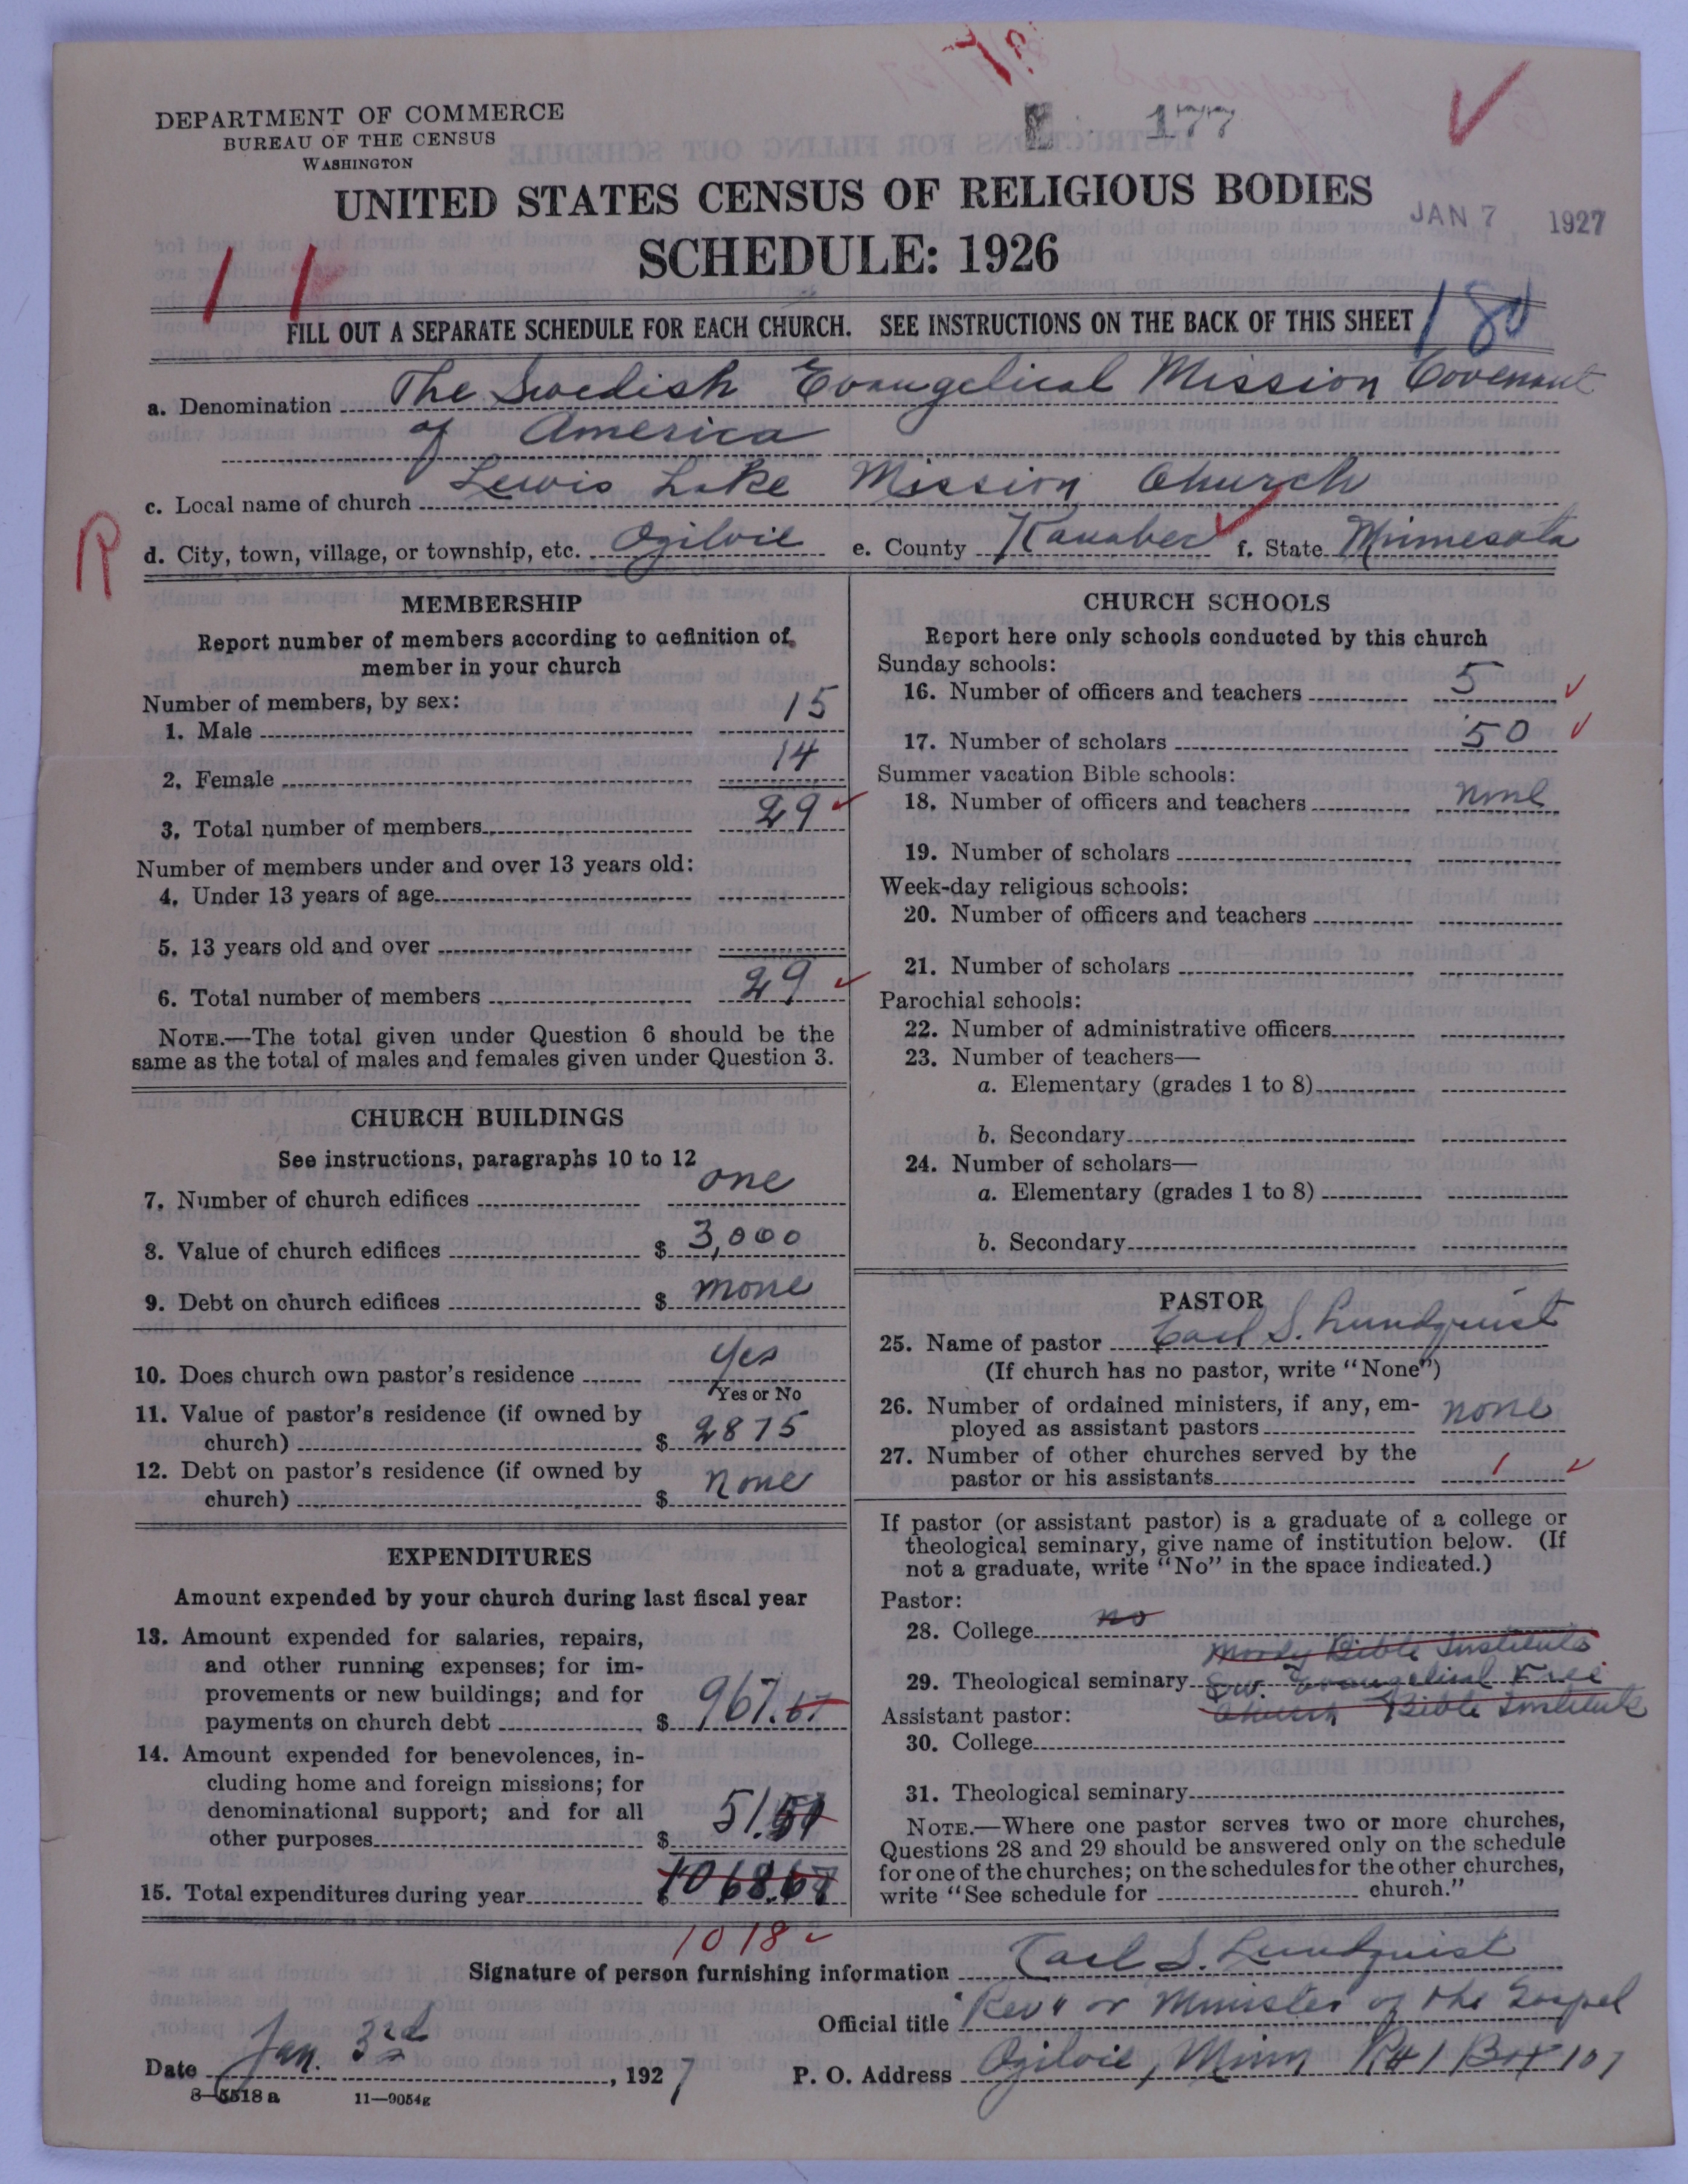 DEPARTMENT OF COMMERCE
BUREAU OF THE CENSUS
WASHINGTON
177
UNITED STATES CENSUS OF RELIGIOUS BODIES
JAN 7 1927
SCHEDULE: 1926
FILL OUT A SEPARATE SCHEDULE FOR EACH CHURCH. SEE INSTRUCTIONS ON THE BACK OF THIS SHEET
180
a. Denomination The Swedish Evangelical Mission Covenant
of America
c. Local name of church Lewis Lake Mission Church
R
d. City, town, village, or township, etc. Ogilvie e. County Kanabec f. State Minnesota
MEMBERSHIP
Report number of members according to definition of
member in your church
Number of members, by sex:
1. Male 15
2. Female 14
3. Total number of members 29
Number of members under and over 13 years old:
4. Under 13 years of age
5. 13 years old and over
6. Total number of members 29
NOTE.—The total given under Question 6 should be the
same as the total of males and females given under Question 3.
CHURCH BUILDINGS
See instructions, paragraphs 10 to 12
7. Number of church edifices one
8. Value of church edifices $ 3,000
9. Debt on church edifices $ none
10. Does church own pastor's residence Yes
Yes or No
11. Value of pastor's residence (if owned by
church) $ 2875
12. Debt on pastor's residence (if owned by
church) $ none
EXPENDITURES
Amount expended by your church during last fiscal year
13. Amount expended for salaries, repairs,
and other running expenses; for im-
provements or new buildings; and for
payments on church debt $ 967.67
14. Amount expended for benevolences, in-
cluding home and foreign missions; for
denominational support; and for all
other purposes $ 51.
15. Total expenditures during year $ 1068.67
1018
CHURCH SCHOOLS
Report here only schools conducted by this church
Sunday schools:
16. Number of officers and teachers 5
17. Number of scholars 50
Summer vacation Bible schools:
18. Number of officers and teachers none
19. Number of scholars
Week-day religious schools:
20. Number of officers and teachers
21. Number of scholars
Parochial schools:
22. Number of administrative officers
23. Number of teachers—
a. Elementary (grades 1 to 8)
b. Secondary
24. Number of scholars—
a. Elementary (grades 1 to 8)
b. Secondary
PASTOR
25. Name of pastor Carl S. Lundquist
(If church has no pastor, write "None")
26. Number of ordained ministers, if any, em-
ployed as assistant pastors none
27. Number of other churches served by the
pastor or his assistants 1
If pastor (or assistant pastor) is a graduate of a college or
theological seminary, give name of institution below. (If
not a graduate, write "No" in the space indicated.)
Pastor:
28. College no
Moody Bible Institute
29. Theological seminary Sw. Evangelical Free
Church Bible Institute
Assistant pastor:
30. College
31. Theological seminary
NOTE.—Where one pastor serves two or more churches,
Questions 28 and 29 should be answered only on the schedule
for one of the churches; on the schedules for the other churches,
write "See schedule for church."
Signature of person furnishing information Carl S. Lundquist
Official title "Rev" or Minister of the Gospel
Date Jan. 3rd, 1927 P. O. Address Ogilvie, Minn R#1 Box 107
8—5518 a 11—9054g